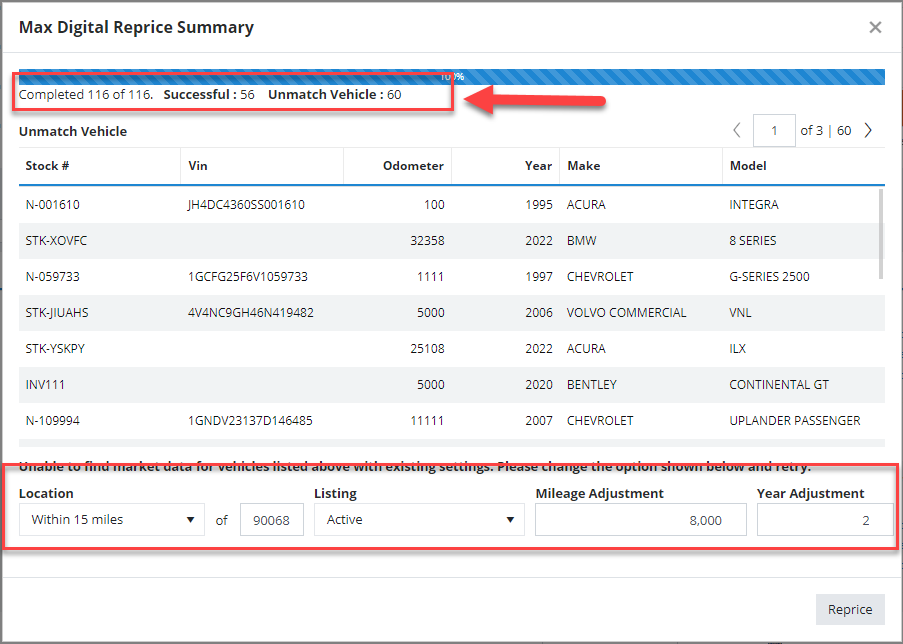 Max Digital Reprice Summary
100%
Completed 116 of 116. Successful : 56 Unmatch Vehicle : 60
Unmatch Vehicle 1 of 3 | 60
Stock # Vin Odometer Year Make Model
N-001610 JH4DC4360SS001610 100 1995 ACURA INTEGRA
STK-XOVFC 32358 2022 BMW 8 SERIES
N-059733 1GCFG25F6V1059733 1111 1997 CHEVROLET G-SERIES 2500
STK-JIUAHS 4V4NC9GH46N419482 5000 2006 VOLVO COMMERCIAL VNL
STK-YSKPY 25108 2022 ACURA ILX
INV111 5000 2020 BENTLEY CONTINENTAL GT
N-109994 1GNDV23137D146485 11111 2007 CHEVROLET UPLANDER PASSENGER
Unable to find market data for vehicles listed above with existing settings. Please change the option shown below and retry.
Location Listing Mileage Adjustment Year Adjustment
Within 15 miles of 90068 Active 8,000 2
Reprice